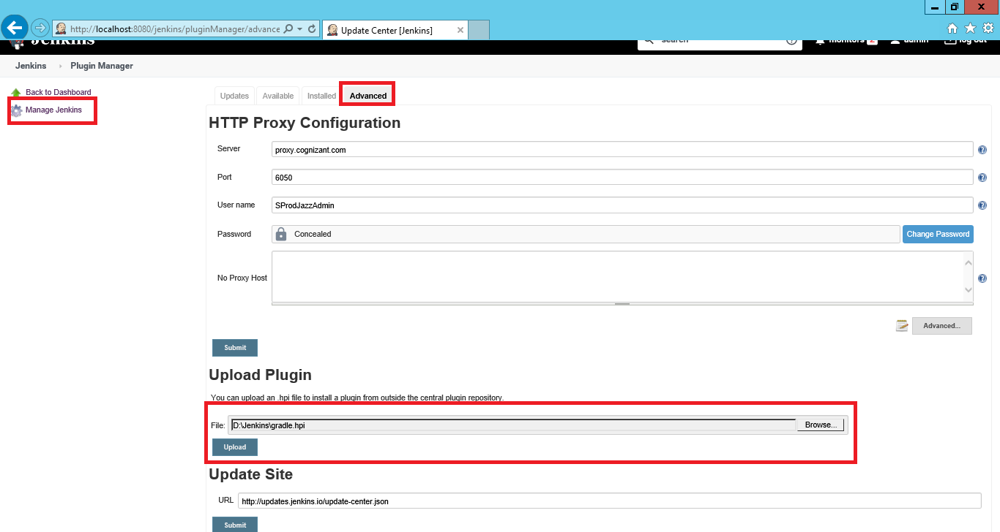 http://localhost:8080/jenkins/pluginManager/advance
Update Center [Jenkins]
Jenkins
search
monitors 2
admin
log out
Jenkins
Plugin Manager
Back to Dashboard
Manage Jenkins
Updates
Available
Installed
Advanced
HTTP Proxy Configuration
Server
proxy.cognizant.com
Port
6050
User name
SProdJazzAdmin
Password
Concealed
Change Password
No Proxy Host
Advanced...
Submit
Upload Plugin
You can upload an .hpi file to install a plugin from outside the central plugin repository.
File:
D:\Jenkins\gradle.hpi
Browse...
Upload
Update Site
URL
http://updates.jenkins.io/update-center.json
Submit